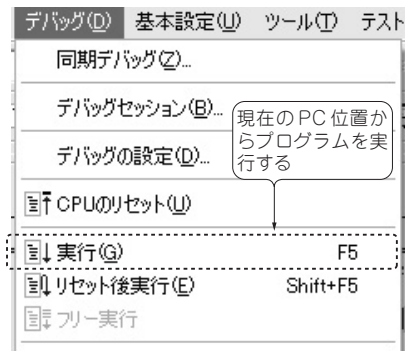 デバッグ(D) 基本設定(U) ツール(T) テスト
同期デバッグ(Z)...
デバッグセッション(B)...
デバッグの設定(D)...
現在のPC位置か
らプログラムを実
行する
CPUのリセット(U)
実行(G) F5
リセット後実行(E) Shift+F5
フリー実行